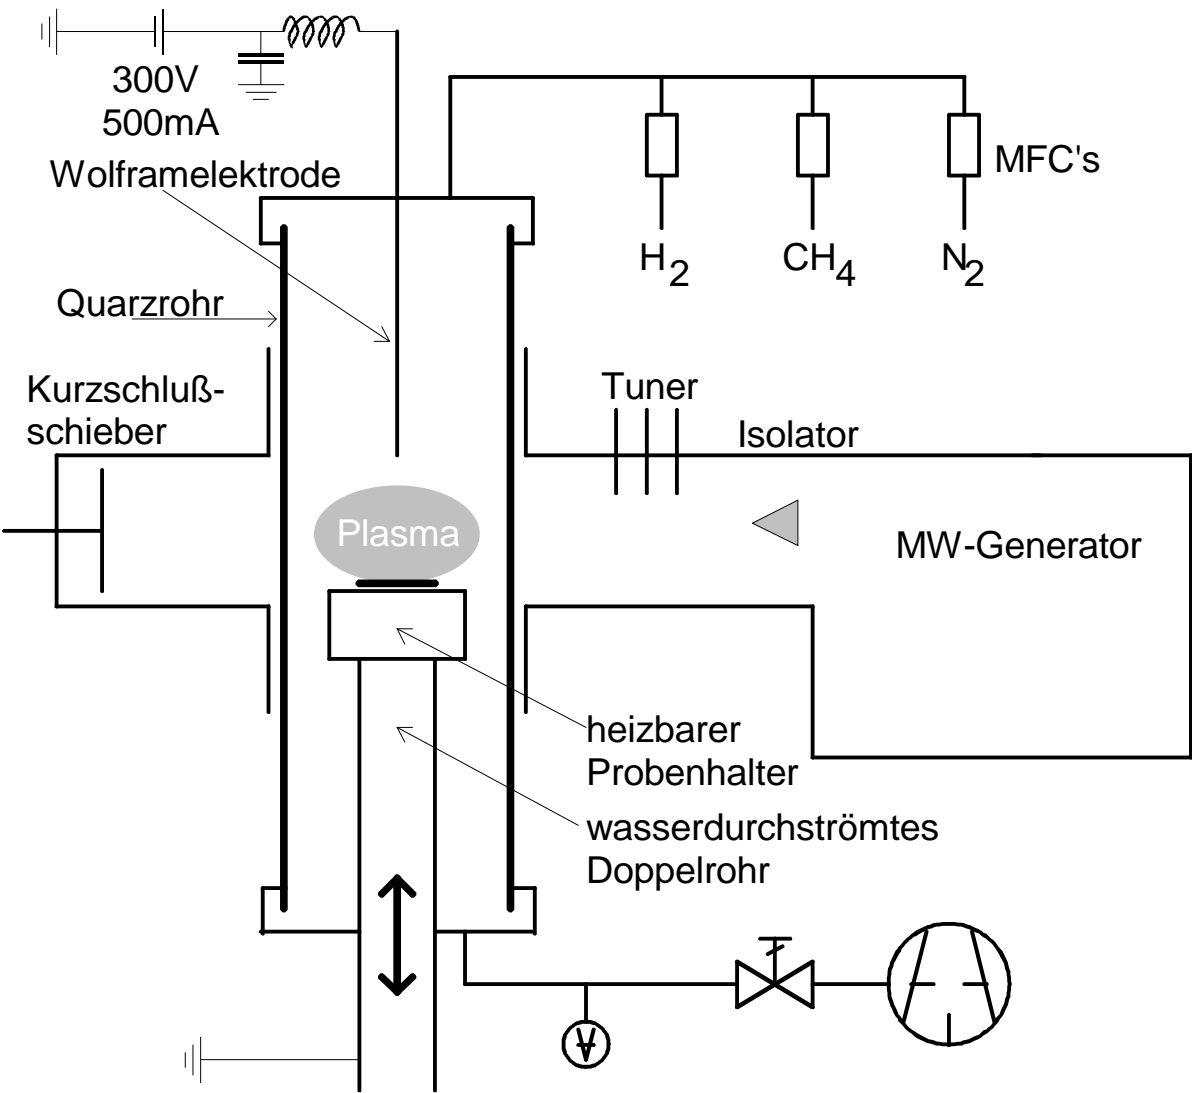 300V
500mA
Wolframelektrode
MFC's
H2
CH4
N2
Quarzrohr
Kurzschluß-
schieber
Tuner
Isolator
Plasma
MW-Generator
heizbarer
Probenhalter
wasserdurchströmtes
Doppelrohr